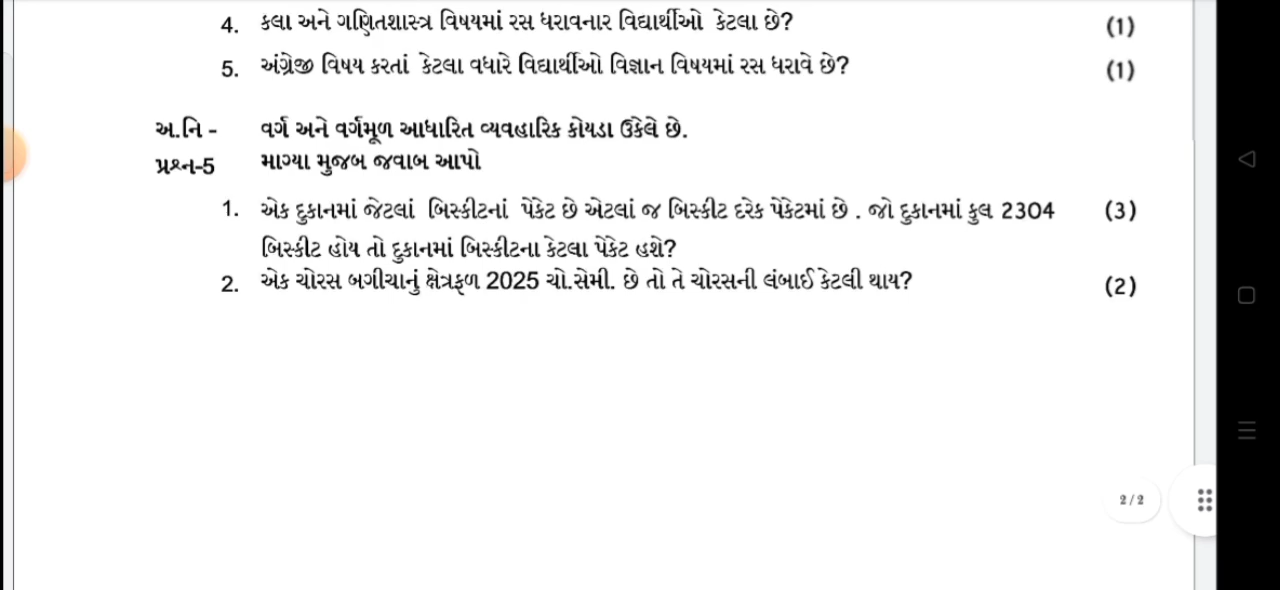 4. કલા અને ગણિતશાસ્ત્ર વિષયમાં રસ ધરાવનાર વિદ્યાર્થીઓ કેટલા છે? (1)
5. અંગ્રેજી વિષય કરતાં કેટલા વધારે વિદ્યાર્થીઓ વિજ્ઞાન વિષયમાં રસ ધરાવે છે? (1)
અ.નિ - વર્ગ અને વર્ગમૂળ આધારિત વ્યવહારિક કોયડા ઉકેલે છે.
પ્રશ્ન-5 માગ્યા મુજબ જવાબ આપો
1. એક દુકાનમાં જેટલાં બિસ્કીટનાં પેકેટ છે એટલાં જ બિસ્કીટ દરેક પેકેટમાં છે . જો દુકાનમાં કુલ 2304 (3)
બિસ્કીટ હોય તો દુકાનમાં બિસ્કીટના કેટલા પેકેટ હશે?
2. એક ચોરસ બગીચાનું ક્ષેત્રફળ 2025 ચો.સેમી. છે તો તે ચોરસની લંબાઈ કેટલી થાય? (2)
2 / 2